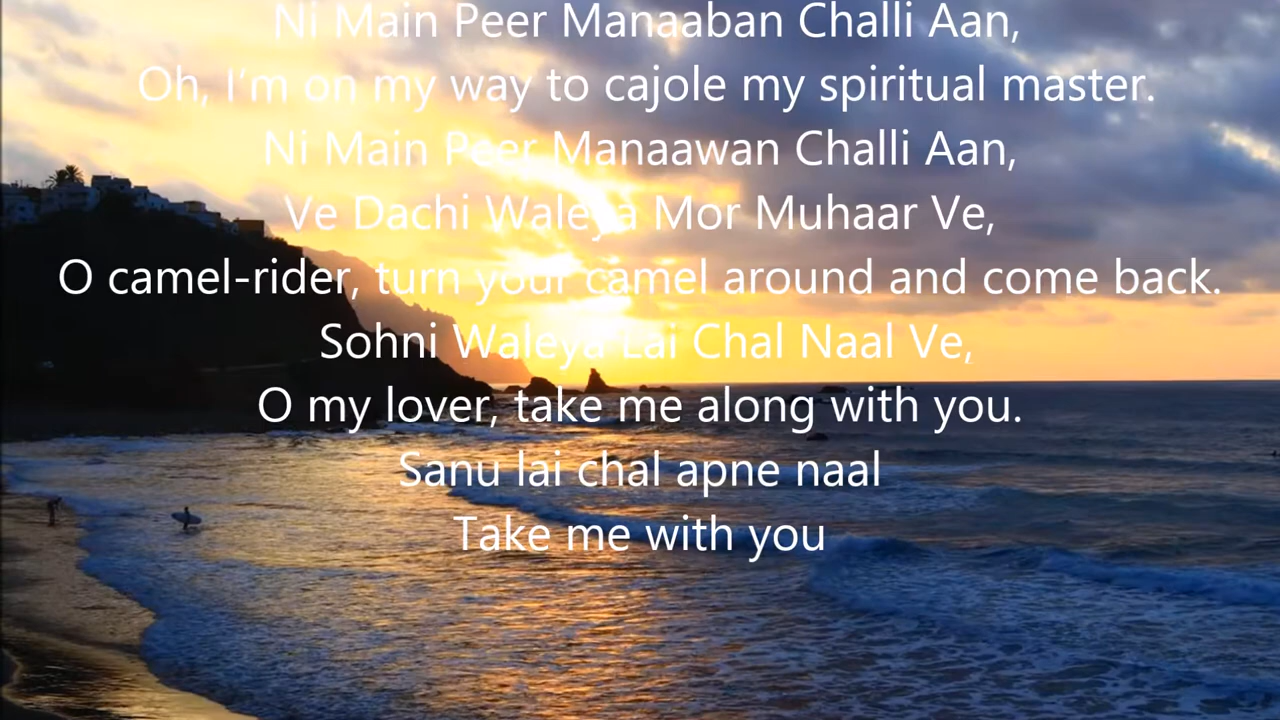 Ni Main Peer Manaaban Challi Aan,
Oh, I'm on my way to cajole my spiritual master.
Ni Main Peer Manaawan Challi Aan,
Ve Dachi Waleya Mor Muhaar Ve,
O camel-rider, turn your camel around and come back.
Sohni Waleya Lai Chal Naal Ve,
O my lover, take me along with you.
Sanu lai chal apne naal
Take me with you